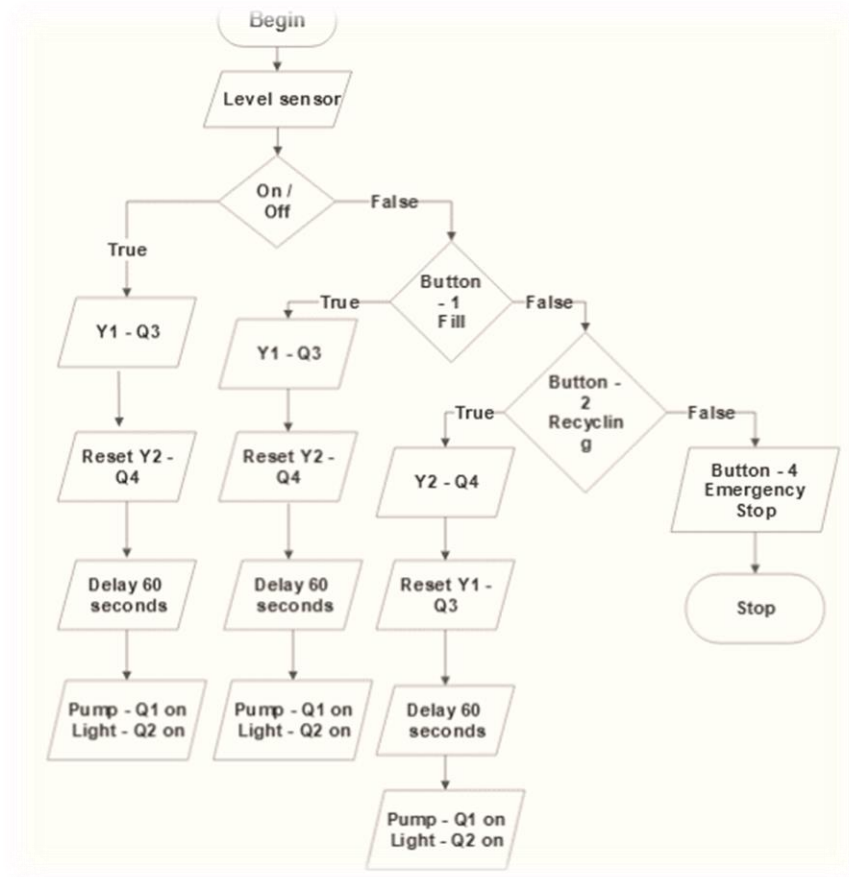 Begin
Level sensor
On /
Off
False
True
Button
- 1
Fill
True
False
Y1 - Q3
Y1 - Q3
Button -
2
Recyclin
g
True
False
Reset Y2 -
Q4
Reset Y2 -
Q4
Y2 - Q4
Button - 4
Emergency
Stop
Delay 60
seconds
Delay 60
seconds
Reset Y1 -
Q3
Stop
Pump - Q1 on
Light - Q2 on
Pump - Q1 on
Light - Q2 on
Delay 60
seconds
Pump - Q1 on
Light - Q2 on